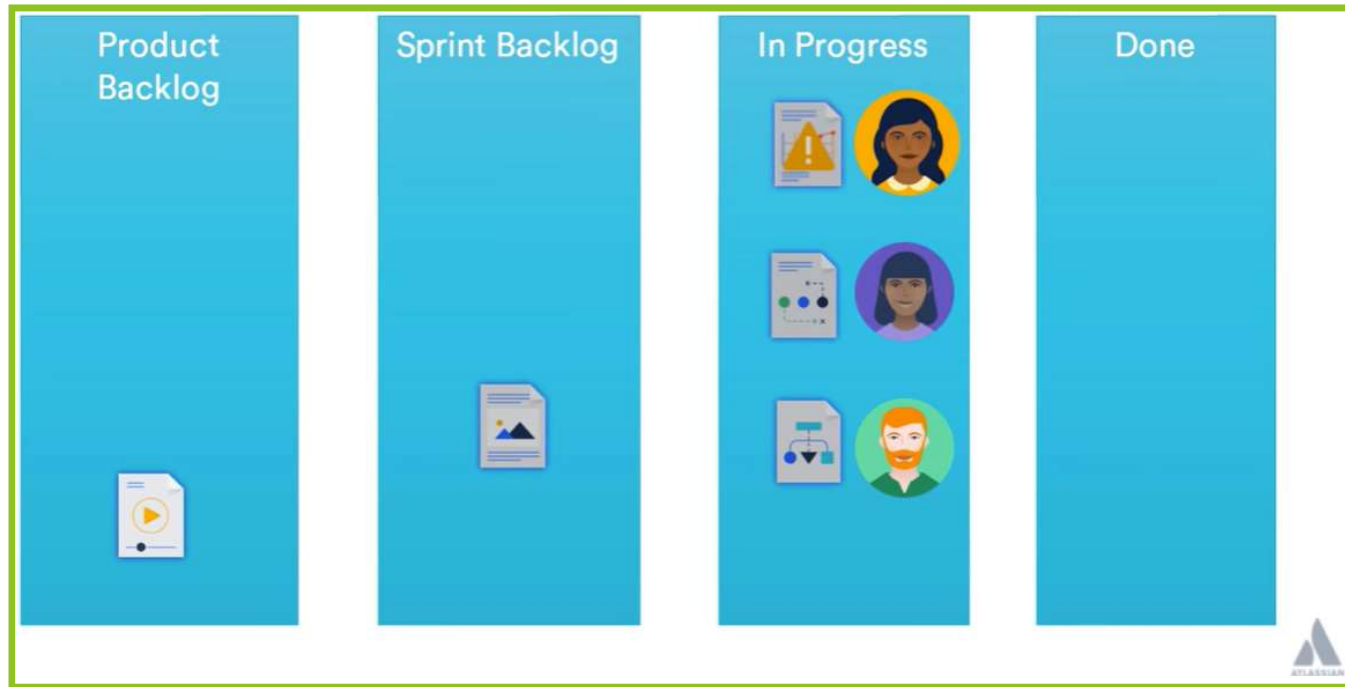 Product
Backlog
Sprint Backlog
In Progress
Done
ATLASSIAN